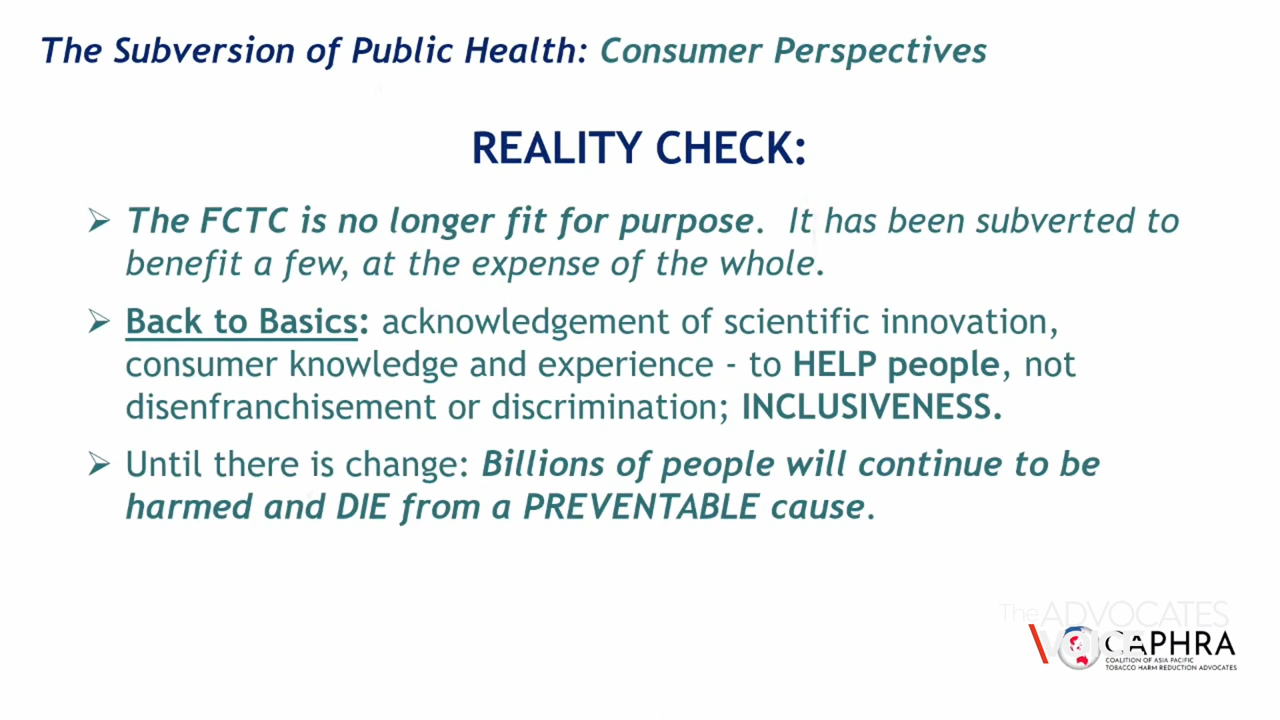 The Subversion of Public Health: Consumer Perspectives
REALITY CHECK:
The FCTC is no longer fit for purpose. It has been subverted to
benefit a few, at the expense of the whole.
Back to Basics: acknowledgement of scientific innovation,
consumer knowledge and experience - to HELP people, not
disenfranchisement or discrimination; INCLUSIVENESS.
Until there is change: Billions of people will continue to be
harmed and DIE from a PREVENTABLE cause.
The ADVOCATES
VOICE
CAPHRA
COALITION OF ASIA PACIFIC
TOBACCO HARM REDUCTION ADVOCATES